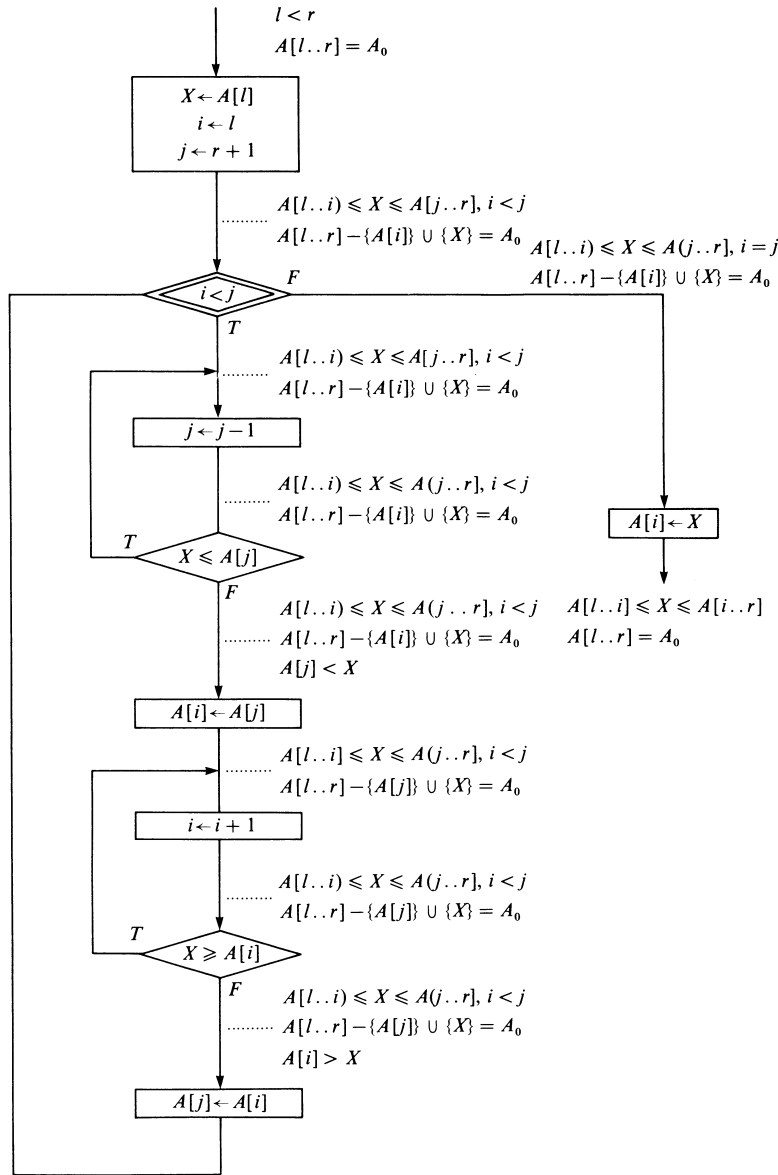 l < r
A[l..r] = A₀
X ← A[l]
i ← l
j ← r + 1
A[l..i) ⩽ X ⩽ A[j..r], i < j
A[l..r] − {A[i]} ∪ {X} = A₀
A[l..i) ⩽ X ⩽ A(j..r], i = j
A[l..r] − {A[i]} ∪ {X} = A₀
i < j
F
T
A[l..i) ⩽ X ⩽ A[j..r], i < j
A[l..r] − {A[i]} ∪ {X} = A₀
j ← j − 1
A[l..i) ⩽ X ⩽ A(j..r], i < j
A[l..r] − {A[i]} ∪ {X} = A₀
A[i] ← X
T
X ⩽ A[j]
F
A[l..i) ⩽ X ⩽ A(j..r], i < j
A[l..r] − {A[i]} ∪ {X} = A₀
A[j] < X
A[l..i] ⩽ X ⩽ A[i..r]
A[l..r] = A₀
A[i] ← A[j]
A[l..i] ⩽ X ⩽ A(j..r], i < j
A[l..r] − {A[j]} ∪ {X} = A₀
i ← i + 1
A[l..i) ⩽ X ⩽ A(j..r], i < j
A[l..r] − {A[j]} ∪ {X} = A₀
T
X ⩾ A[i]
F
A[l..i) ⩽ X ⩽ A(j..r], i < j
A[l..r] − {A[j]} ∪ {X} = A₀
A[i] > X
A[j] ← A[i]